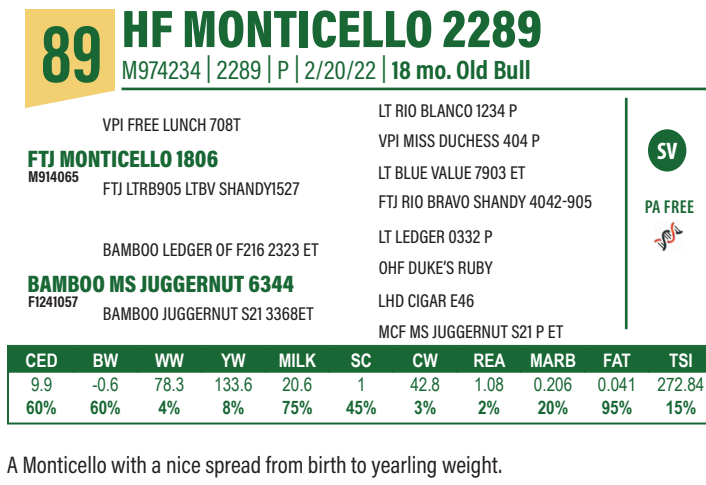 89
HF MONTICELLO 2289
M974234 | 2289 | P | 2/20/22 | 18 mo. Old Bull
VPI FREE LUNCH 708T
FTJ MONTICELLO 1806
M914065
FTJ LTRB905 LTBV SHANDY1527
BAMBOO LEDGER OF F216 2323 ET
BAMBOO MS JUGGERNUT 6344
F1241057
BAMBOO JUGGERNUT S21 3368ET
LT RIO BLANCO 1234 P
VPI MISS DUCHESS 404 P
LT BLUE VALUE 7903 ET
FTJ RIO BRAVO SHANDY 4042-905
LT LEDGER 0332 P
OHF DUKE'S RUBY
LHD CIGAR E46
MCF MS JUGGERNUT S21 P ET
SV
PA FREE
CED BW WW YW MILK SC CW REA MARB FAT TSI
9.9 -0.6 78.3 133.6 20.6 1 42.8 1.08 0.206 0.041 272.84
60% 60% 4% 8% 75% 45% 3% 2% 20% 95% 15%
A Monticello with a nice spread from birth to yearling weight.